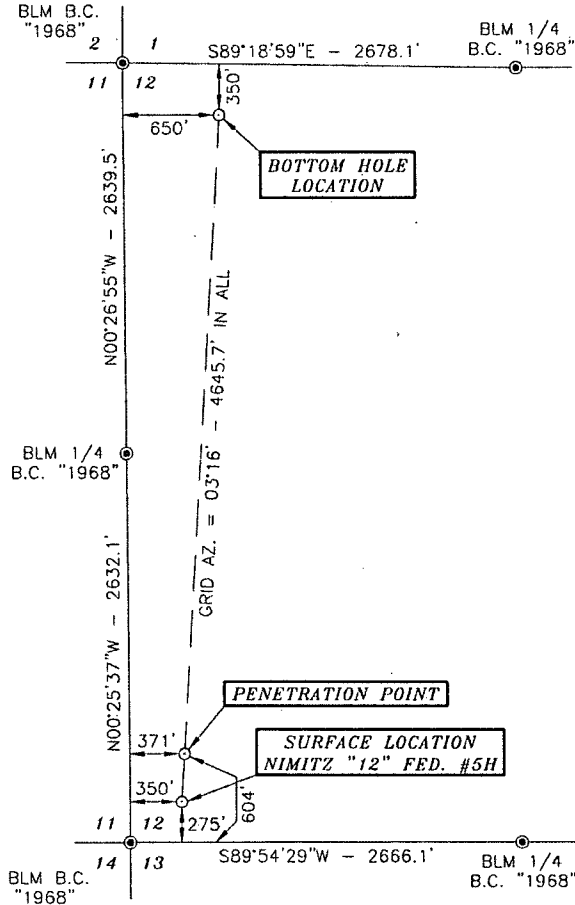 BLM B.C.
"1968"
2 1
S89°18'59"E - 2678.1'
BLM 1/4
B.C. "1968"
11 12
350'
650'
BOTTOM HOLE
LOCATION
N00°26'55"W - 2639.5'
GRID AZ. = 03°16' - 4645.7' IN ALL
BLM 1/4
B.C. "1968"
N00°25'37"W - 2632.1'
PENETRATION POINT
371'
SURFACE LOCATION
NIMITZ "12" FED. #5H
350'
604'
11 12
275'
S89°54'29"W - 2666.1'
14 13
BLM B.C.
"1968"
BLM 1/4
B.C. "1968"